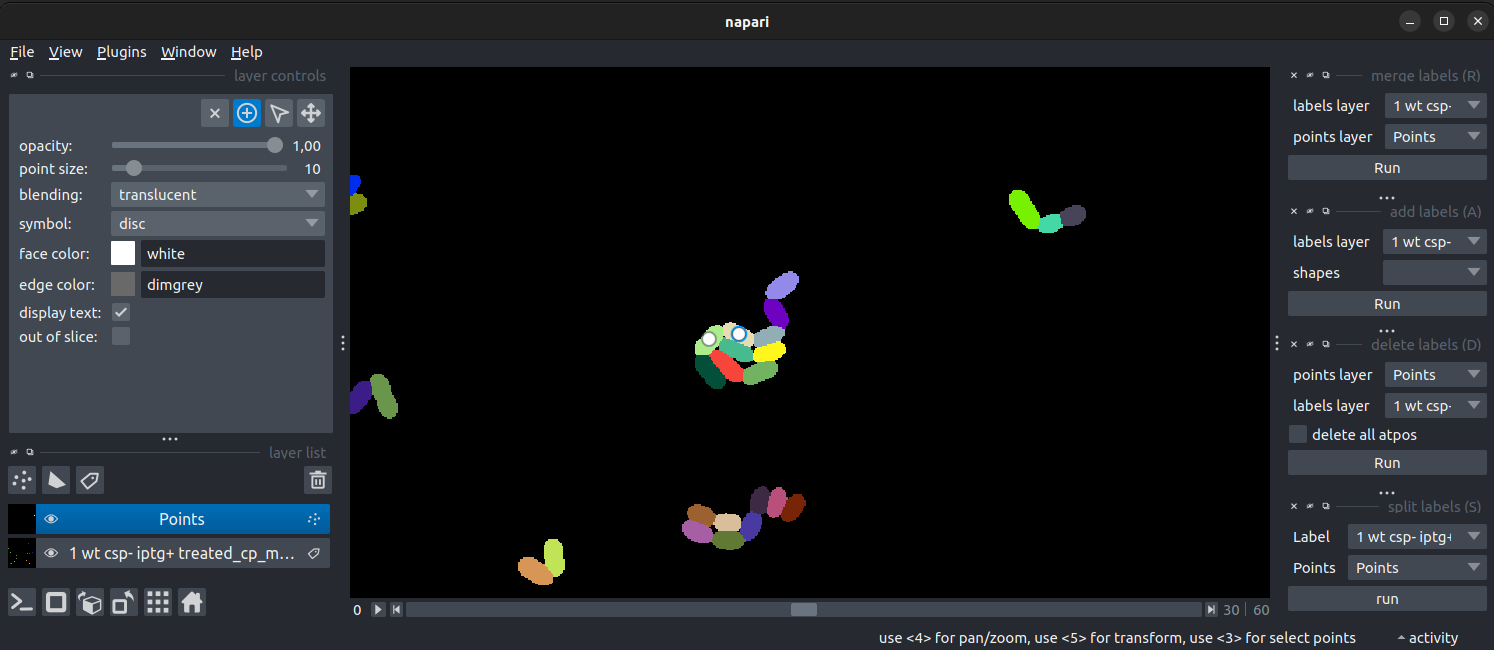 napari
File View Plugins Window Help
layer controls
opacity: 1,00
point size: 10
blending: translucent
symbol: disc
face color: white
edge color: dimgrey
display text:
out of slice:
layer list
Points
1 wt csp- iptg+ treated_cp_m...
0 30 60
merge labels (R)
labels layer 1 wt csp-
points layer Points
Run
add labels (A)
labels layer 1 wt csp-
shapes
Run
delete labels (D)
points layer Points
labels layer 1 wt csp-
delete all atpos
Run
split labels (S)
Label 1 wt csp- iptg+
Points Points
run
use <4> for pan/zoom, use <5> for transform, use <3> for select points
activity